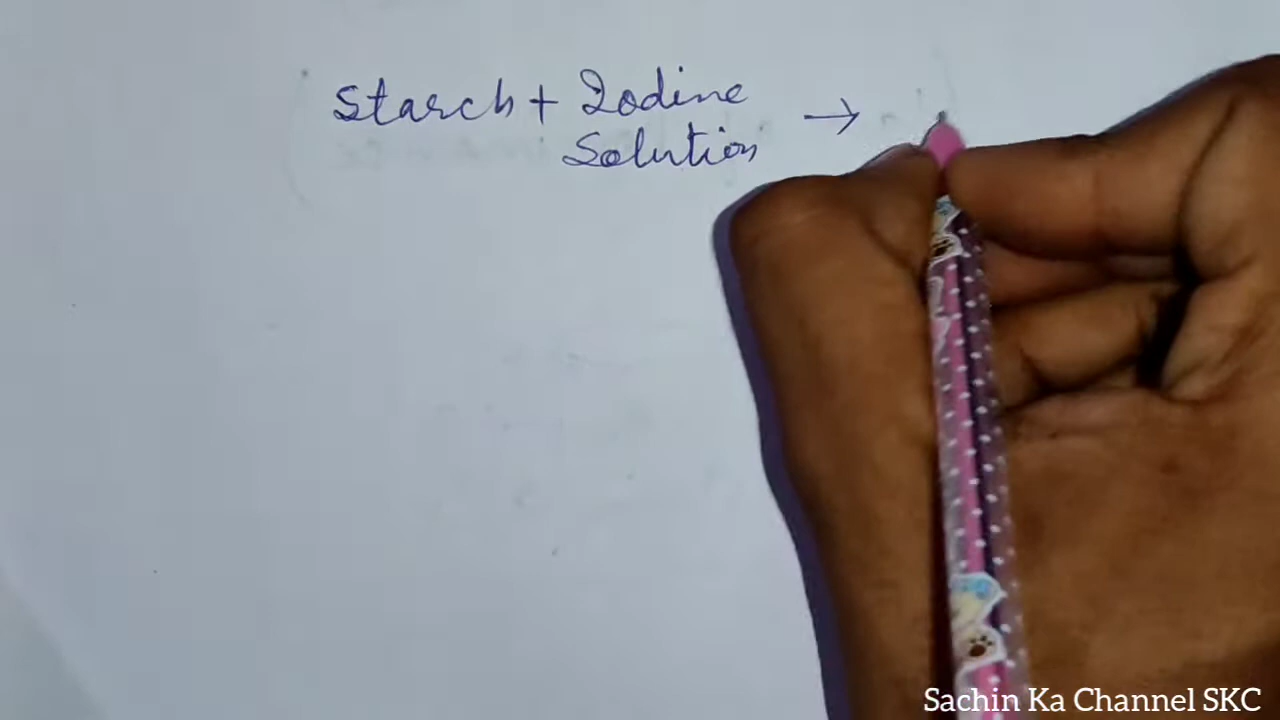 Starch + Iodine →
Solution
Sachin Ka Channel SKC